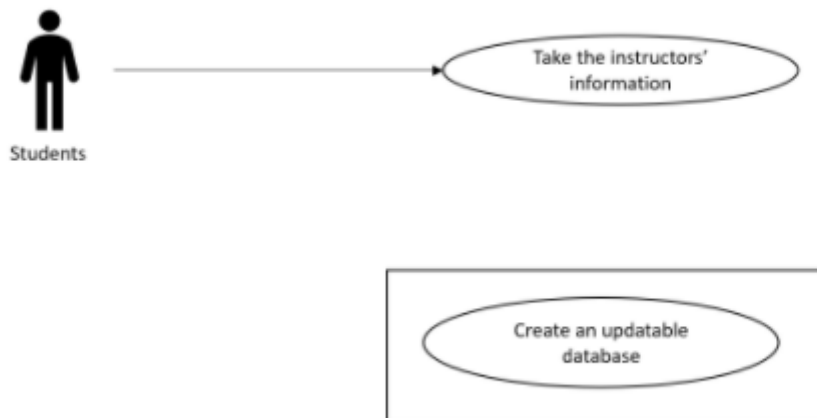 Take the instructors'
information
Students
Create an updatable
database